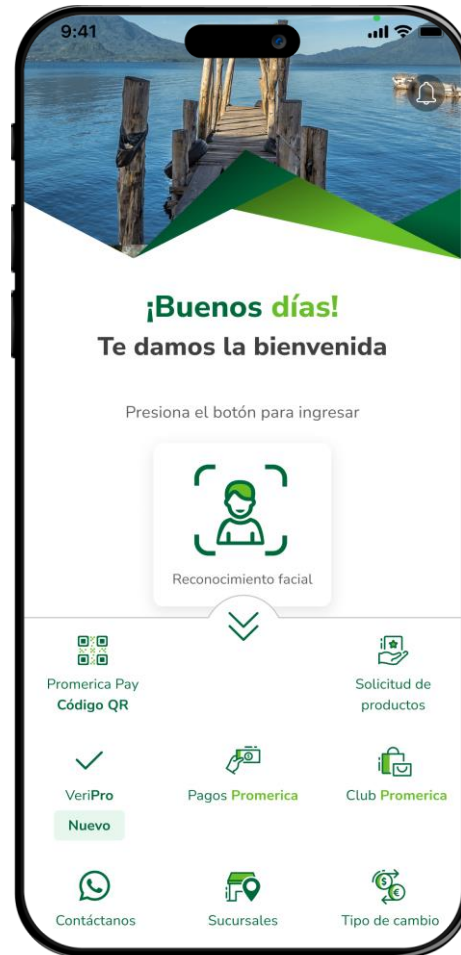 9:41
¡Buenos días!
Te damos la bienvenida
Presiona el botón para ingresar
Reconocimiento facial
Promerica Pay
Código QR
Solicitud de
productos
VeriPro
Nuevo
Pagos Promerica
Club Promerica
Contáctanos
Sucursales
Tipo de cambio